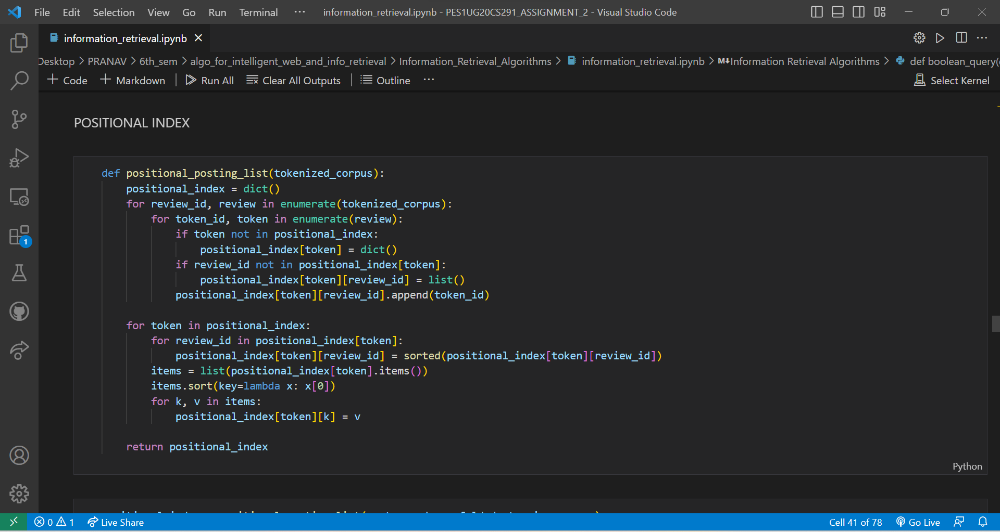 File Edit Selection View Go Run Terminal ··· information_retrieval.ipynb - PES1UG20CS291_ASSIGNMENT_2 - Visual Studio Code
information_retrieval.ipynb
Desktop > PRANAV > 6th_sem > algo_for_intelligent_web_and_info_retrieval > Information_Retrieval_Algorithms > information_retrieval.ipynb > M↓Information Retrieval Algorithms > def boolean_query(
+ Code + Markdown | Run All Clear All Outputs | Outline ··· Select Kernel
POSITIONAL INDEX
def positional_posting_list(tokenized_corpus):
    positional_index = dict()
    for review_id, review in enumerate(tokenized_corpus):
        for token_id, token in enumerate(review):
            if token not in positional_index:
                positional_index[token] = dict()
            if review_id not in positional_index[token]:
                positional_index[token][review_id] = list()
            positional_index[token][review_id].append(token_id)
    for token in positional_index:
        for review_id in positional_index[token]:
            positional_index[token][review_id] = sorted(positional_index[token][review_id])
        items = list(positional_index[token].items())
        items.sort(key=lambda x: x[0])
        for k, v in items:
            positional_index[token][k] = v
    return positional_index
Python
1
0 1 Live Share Cell 41 of 78 Go Live